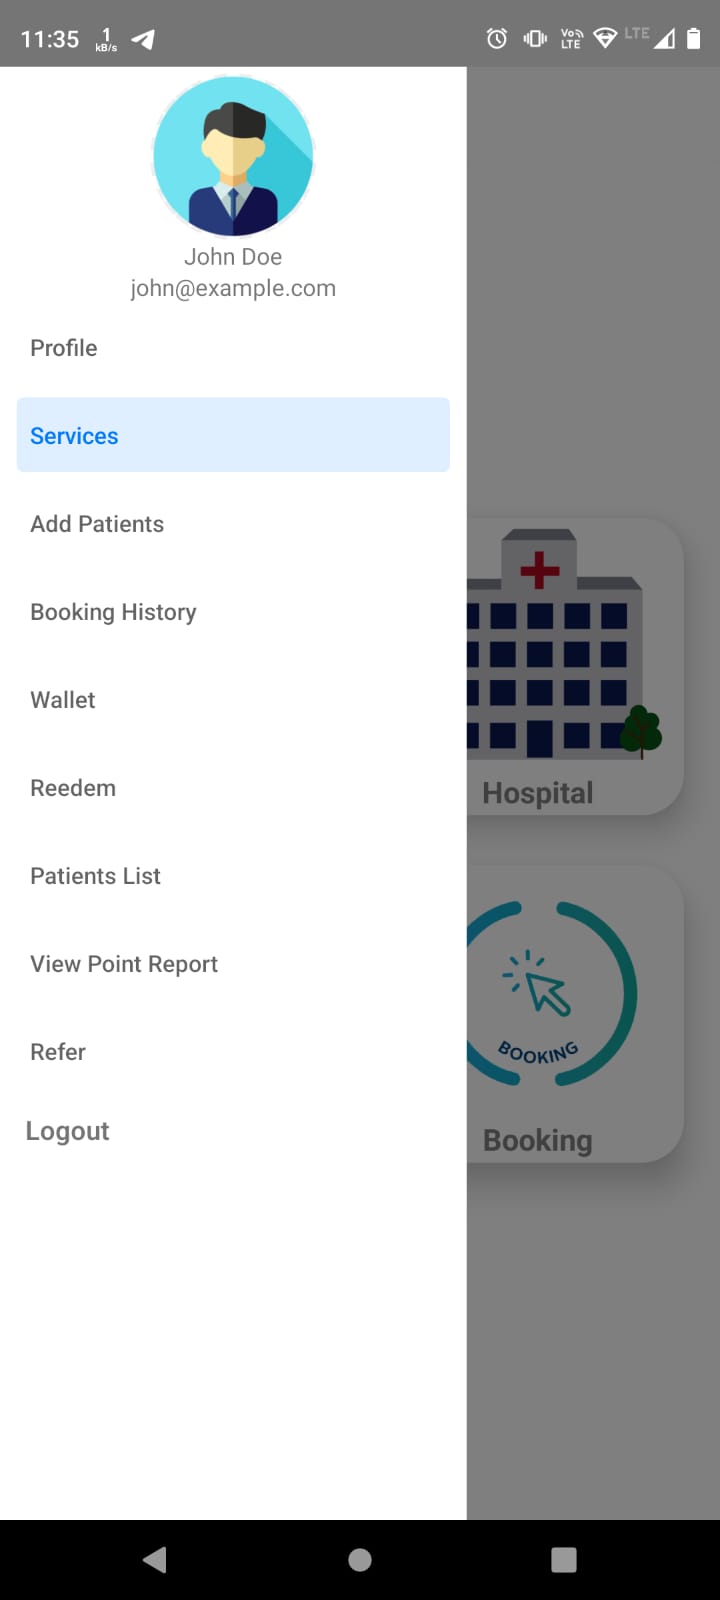 11:35 1 kB/s Vo LTE LTE
John Doe
john@example.com
Profile
Services
Add Patients
Booking History
Wallet
Reedem
Patients List
View Point Report
Refer
Logout
Hospital
BOOKING
Booking